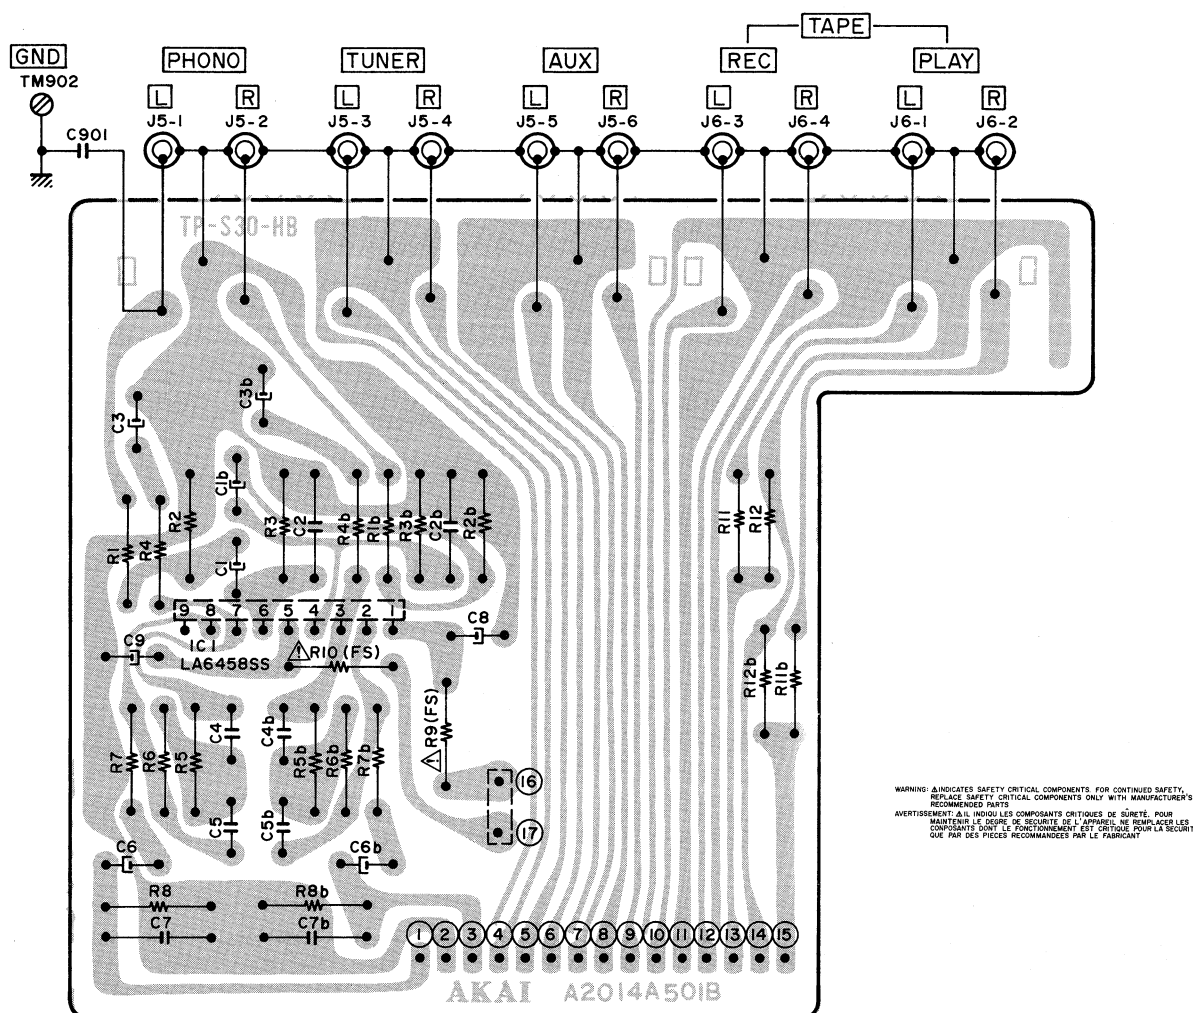 TAPE
GND PHONO TUNER AUX REC PLAY
TM902
L R L R L R L R L R
J5-1 J5-2 J5-3 J5-4 J5-5 J5-6 J6-3 J6-4 J6-1 J6-2
C901
TP-S30-HB
C3 C3b
C1b
R1 R4 R2 C1 R3 C2 R4b R1b R3b C2b R2b R11 R12
9 8 7 6 5 4 3 2 1
C9 IC1 C8
LA6458SS
⚠R10 (FS)
R12b R11b
⚠R9 (FS)
R7 R6 R5 C4 C4b R5b R6b R7b
16
C5 C5b 17
C6 C6b
R8 R8b
C7 C7b
1 2 3 4 5 6 7 8 9 10 11 12 13 14 15
AKAI A2014A501B
WARNING: ⚠INDICATES SAFETY CRITICAL COMPONENTS. FOR CONTINUED SAFETY,
REPLACE SAFETY CRITICAL COMPONENTS ONLY WITH MANUFACTURER'S
RECOMMENDED PARTS
AVERTISSEMENT: ⚠IL INDIQU LES COMPOSANTS CRITIQUES DE SÛRETÉ. POUR
MAINTENIR LE DEGRE DE SECURITE DE L'APPAREIL NE REMPLACER LES
CONPOSANTS DONT LE FONCTIONNEMENT EST CRITIQUE POUR LA SECURIT
QUE PAR DES PIECES RECOMMANDEES PAR LE FABRICANT